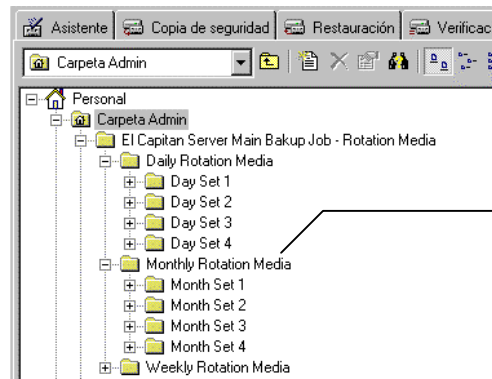 Asistente Copia de seguridad Restauración Verificac
Carpeta Admin
Personal
Carpeta Admin
El Capitan Server Main Bakup Job - Rotation Media
Daily Rotation Media
Day Set 1
Day Set 2
Day Set 3
Day Set 4
Monthly Rotation Media
Month Set 1
Month Set 2
Month Set 3
Month Set 4
Weekly Rotation Media